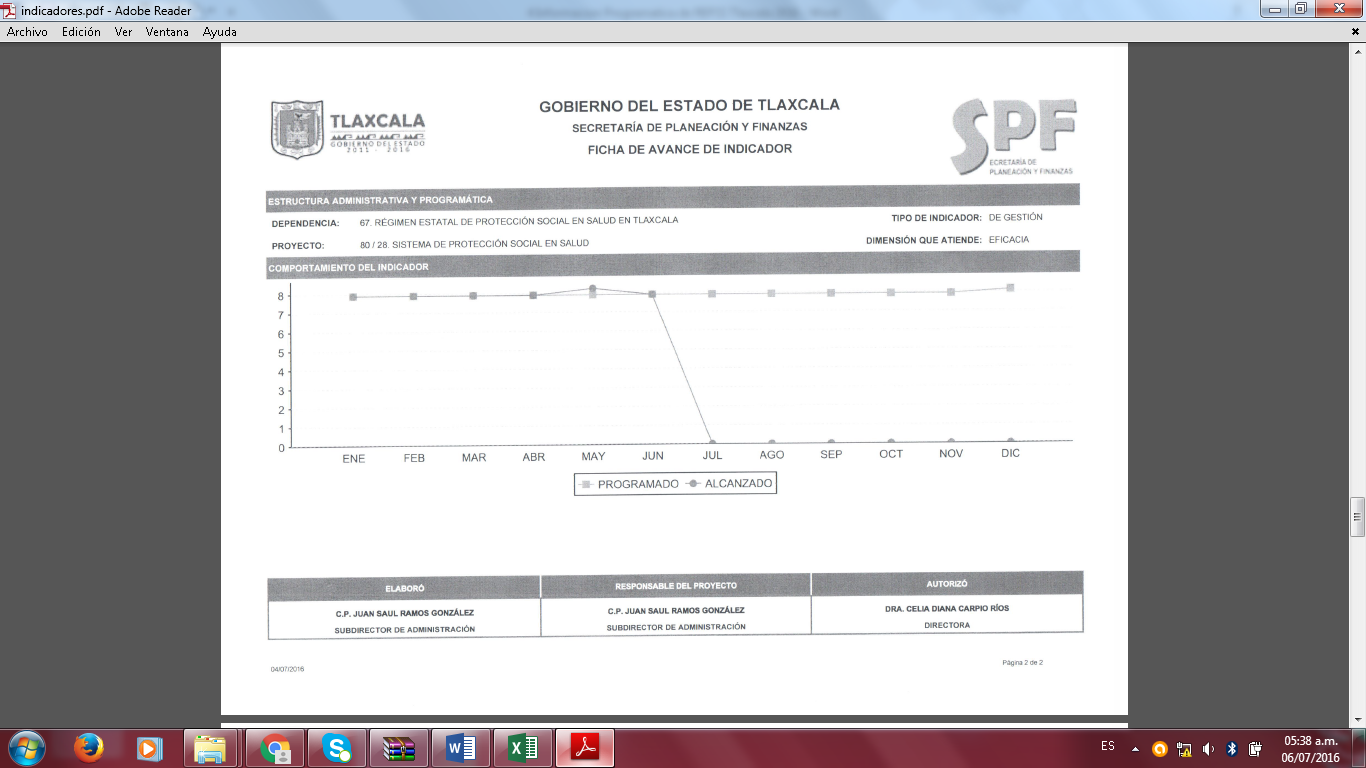 indicadores.pdf - Adobe Reader
Archivo Edición Ver Ventana Ayuda
TLAXCALA
GOBIERNO DEL ESTADO
2011 - 2016
GOBIERNO DEL ESTADO DE TLAXCALA
SECRETARÍA DE PLANEACIÓN Y FINANZAS
FICHA DE AVANCE DE INDICADOR
SPF
ECRETARÍA DE
PLANEACIÓN Y FINANZAS
ESTRUCTURA ADMINISTRATIVA Y PROGRAMÁTICA
DEPENDENCIA: 67. RÉGIMEN ESTATAL DE PROTECCIÓN SOCIAL EN SALUD EN TLAXCALA TIPO DE INDICADOR: DE GESTIÓN
PROYECTO: 80 / 28. SISTEMA DE PROTECCIÓN SOCIAL EN SALUD DIMENSIÓN QUE ATIENDE: EFICACIA
COMPORTAMIENTO DEL INDICADOR
8
7
6
5
4
3
2
1
0
ENE FEB MAR ABR MAY JUN JUL AGO SEP OCT NOV DIC
PROGRAMADO ALCANZADO
ELABORÓ RESPONSABLE DEL PROYECTO AUTORIZÓ
C.P. JUAN SAUL RAMOS GONZÁLEZ C.P. JUAN SAUL RAMOS GONZÁLEZ DRA. CELIA DIANA CARPIO RÍOS
SUBDIRECTOR DE ADMINISTRACIÓN SUBDIRECTOR DE ADMINISTRACIÓN DIRECTORA
04/07/2016 Página 2 de 2
ES 05:38 a.m.
06/07/2016